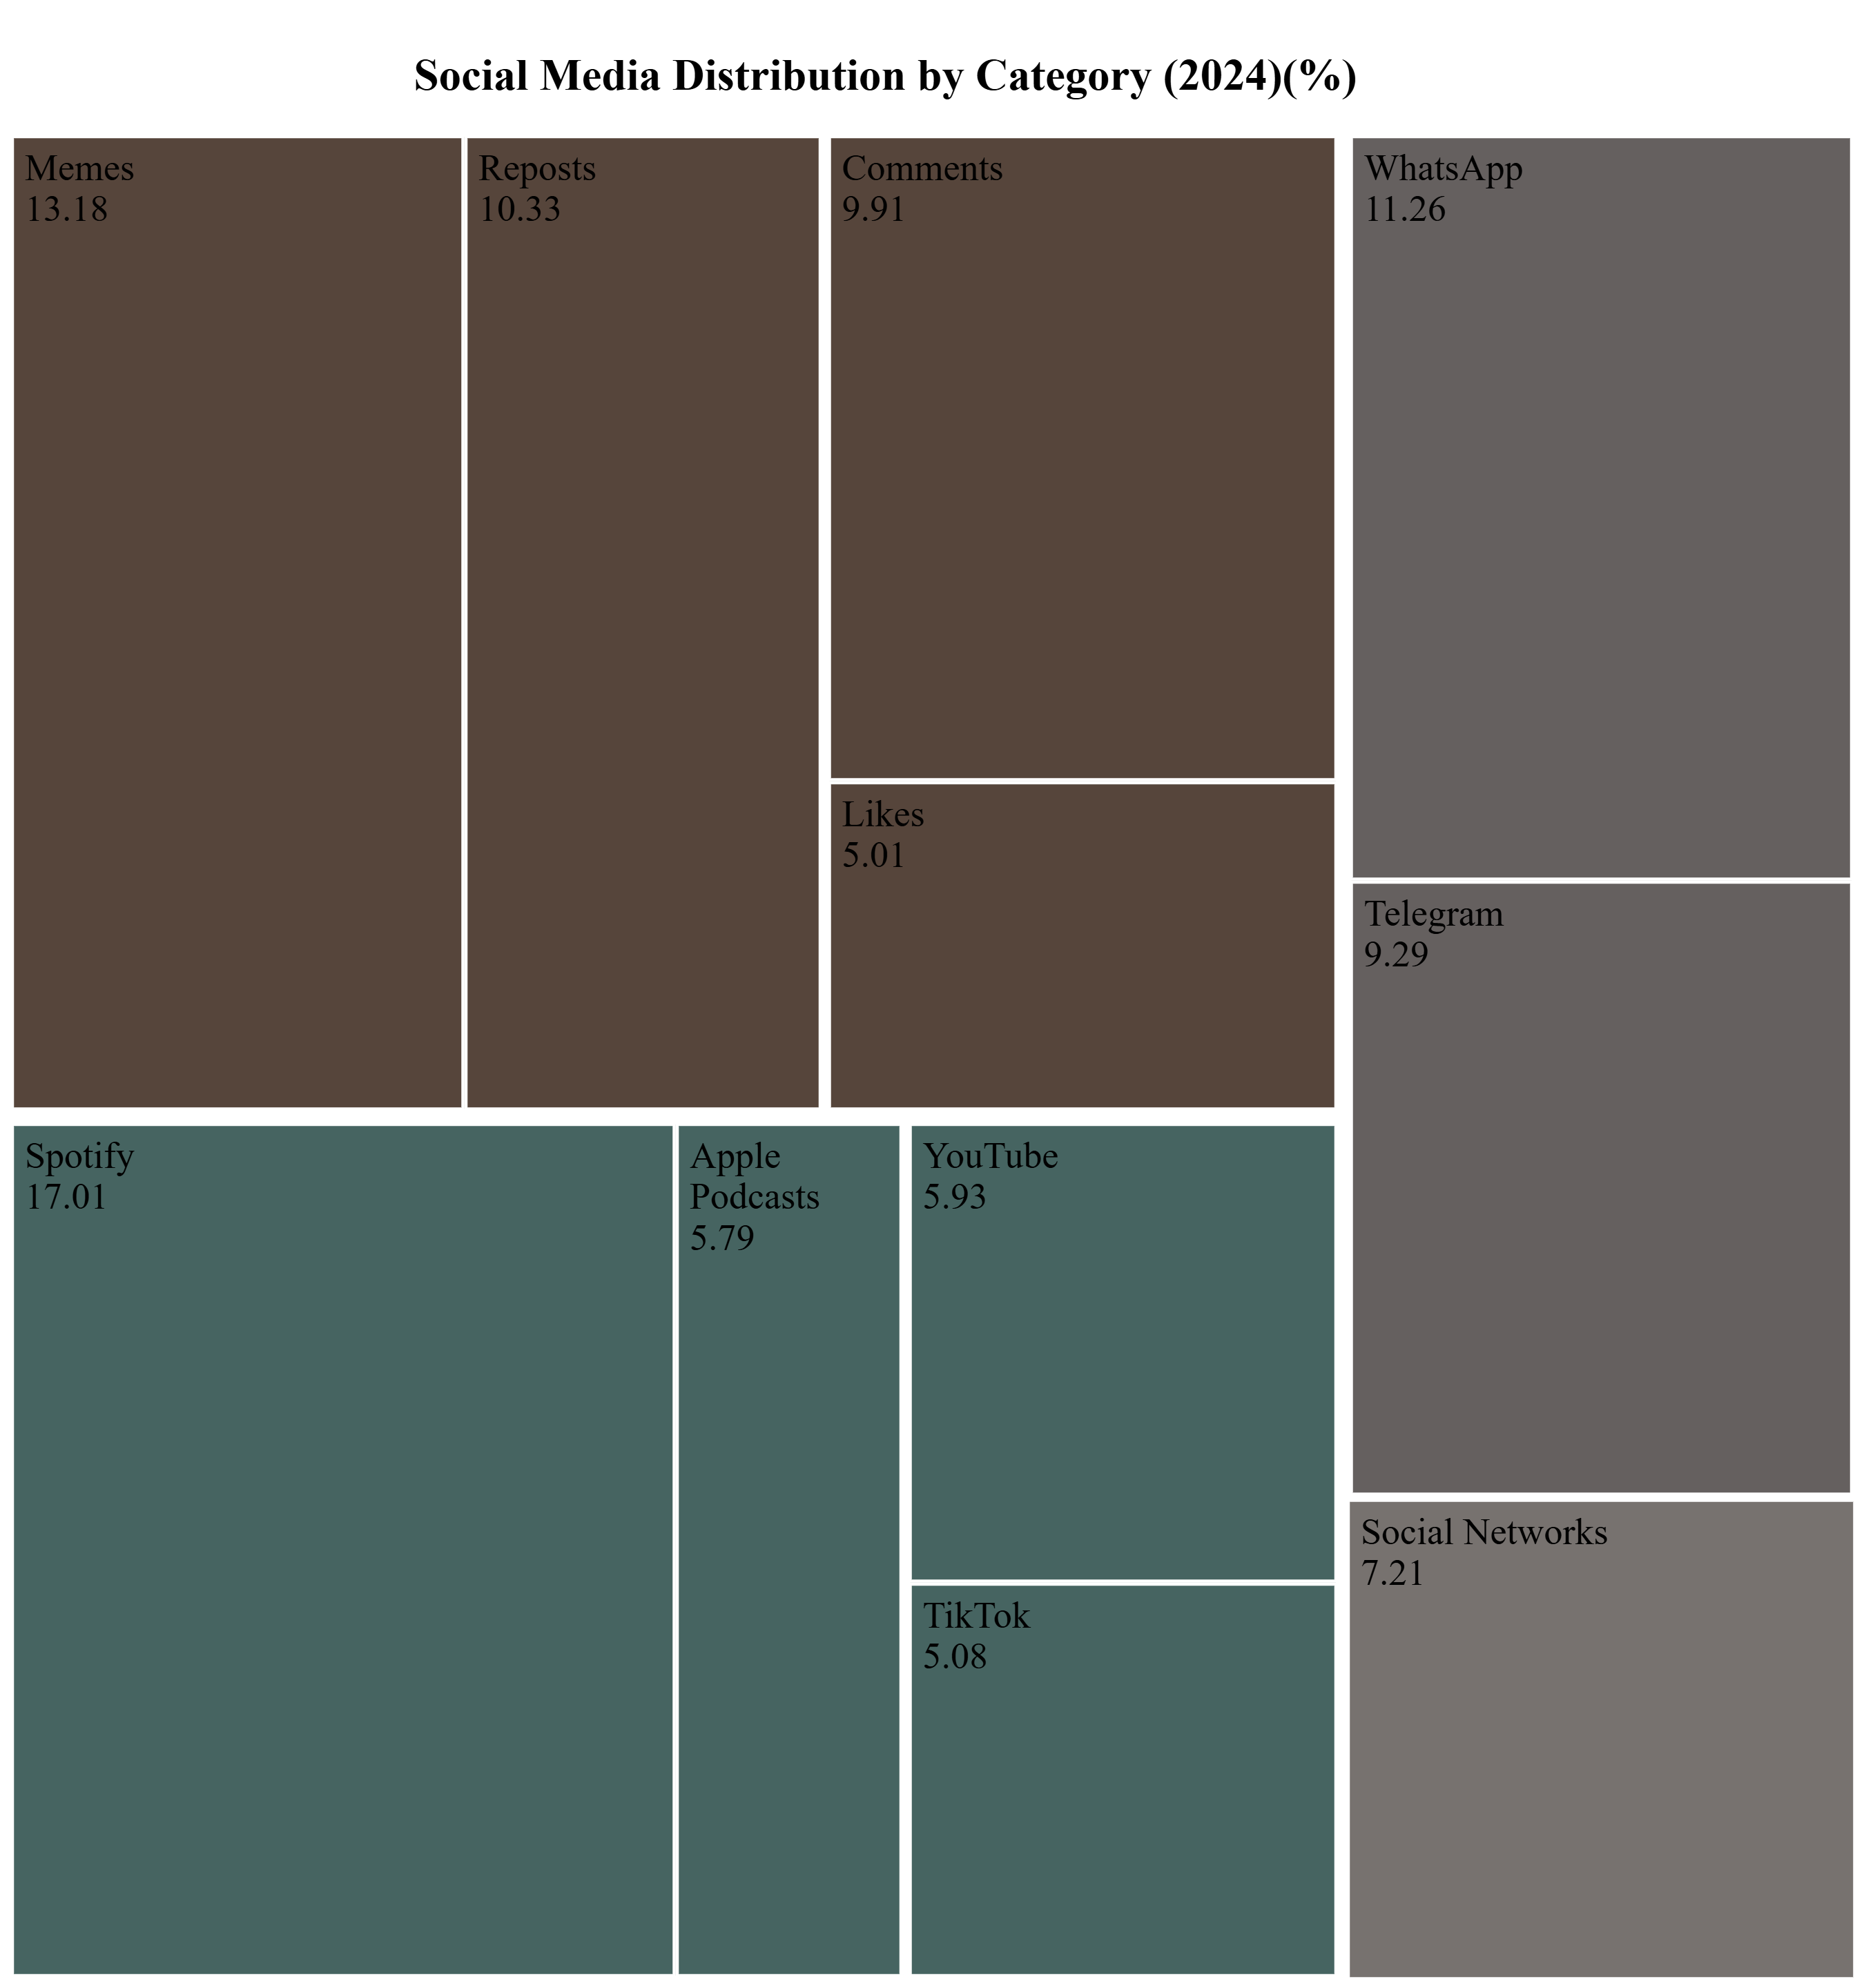 Social Media Distribution by Category (2024)(%)
Memes
13.18
Reposts
10.33
Comments
9.91
Likes
5.01
WhatsApp
11.26
Telegram
9.29
Spotify
17.01
Apple
Podcasts
5.79
YouTube
5.93
TikTok
5.08
Social Networks
7.21